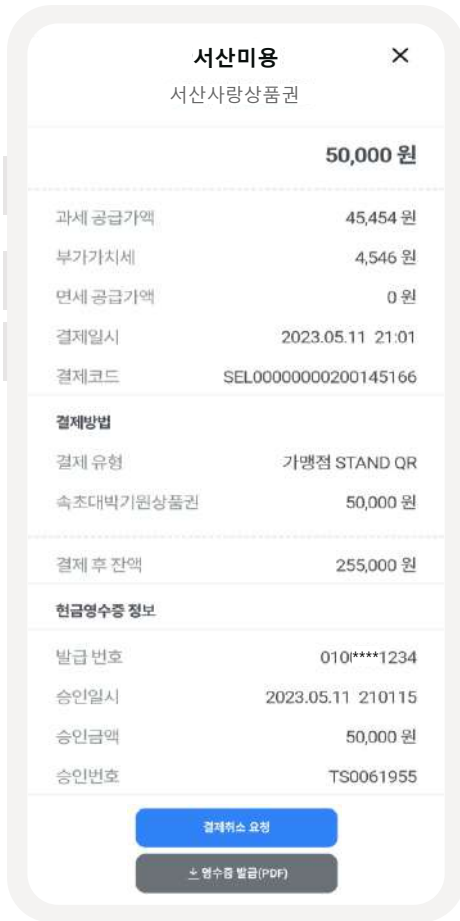 서산미용 ×
서산사랑상품권
50,000 원
과세 공급가액 45,454 원
부가가치세 4,546 원
면세 공급가액 0 원
결제일시 2023.05.11 21:01
결제코드 SEL00000000200145166
결제방법
결제 유형 가맹점 STAND QR
속초대박기원상품권 50,000 원
결제 후 잔액 255,000 원
현금영수증 정보
발급 번호 010****1234
승인일시 2023.05.11 210115
승인금액 50,000 원
승인번호 TS0061955
결제취소 요청
영수증 발급(PDF)